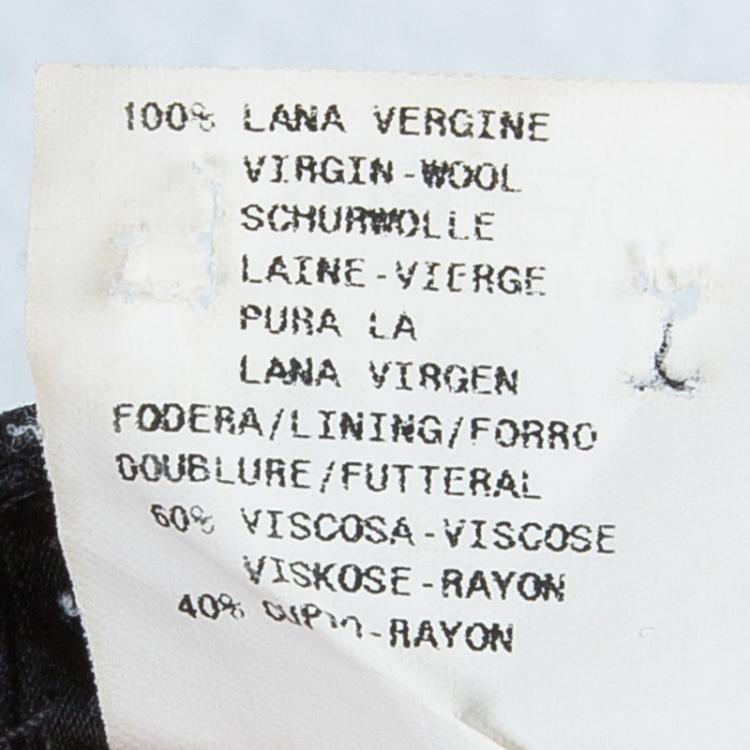 100% LANA VERGINE
VIRGIN-WOOL
SCHURWOLLE
LAINE-VIERGE
PURA LA
LANA VIRGEN
FODERA/LINING/FORRO
DOUBLURE/FUTTERAL
60% VISCOSA-VISCOSE
VISKOSE-RAYON
40% -RAYON